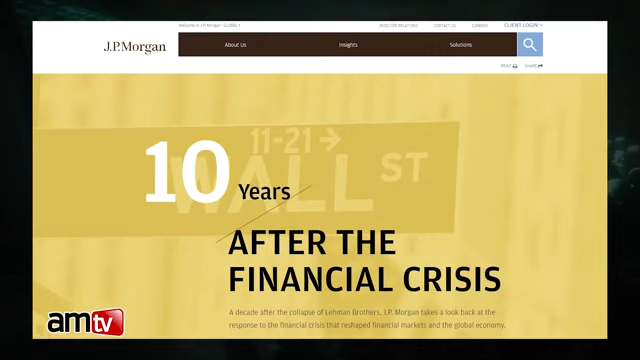 Welcome to J.P. Morgan | GLOBAL |
INVESTOR RELATIONS CONTACT US CAREERS CLIENT LOGIN
J.P.Morgan
About Us Insights Solutions
PRINT SHARE
11-21 →
WALL ST
10 Years
AFTER THE
FINANCIAL CRISIS
A decade after the collapse of Lehman Brothers, J.P. Morgan takes a look back at the
response to the financial crisis that reshaped financial markets and the global economy.
amtv